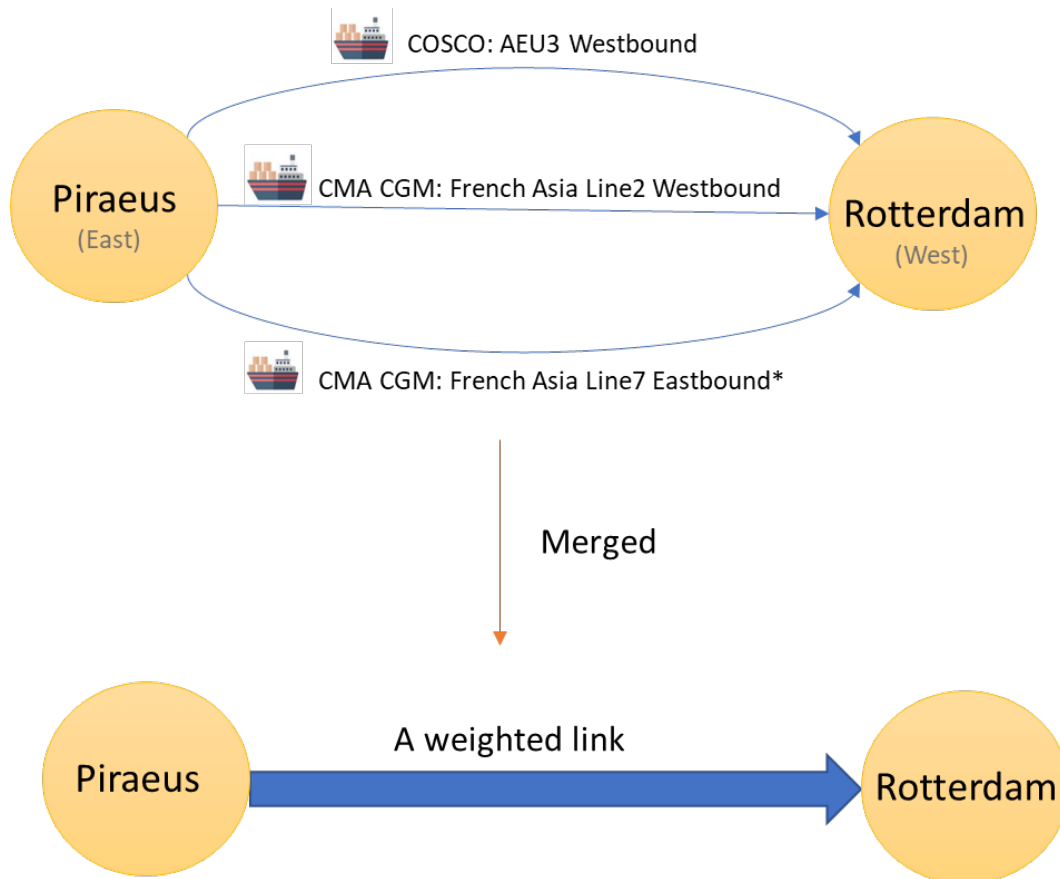 COSCO: AEU3 Westbound
Piraeus
(East)
CMA CGM: French Asia Line2 Westbound
Rotterdam
(West)
CMA CGM: French Asia Line7 Eastbound*
Merged
A weighted link
Piraeus
Rotterdam